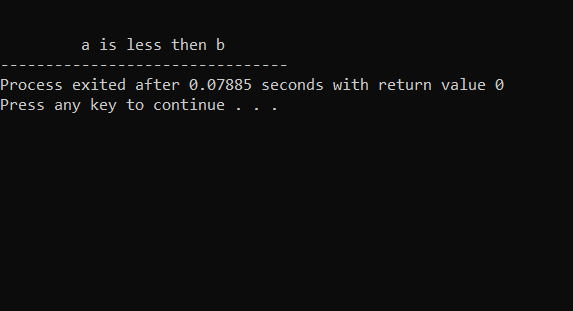 a is less then b
--------------------------------
Process exited after 0.07885 seconds with return value 0
Press any key to continue . . .